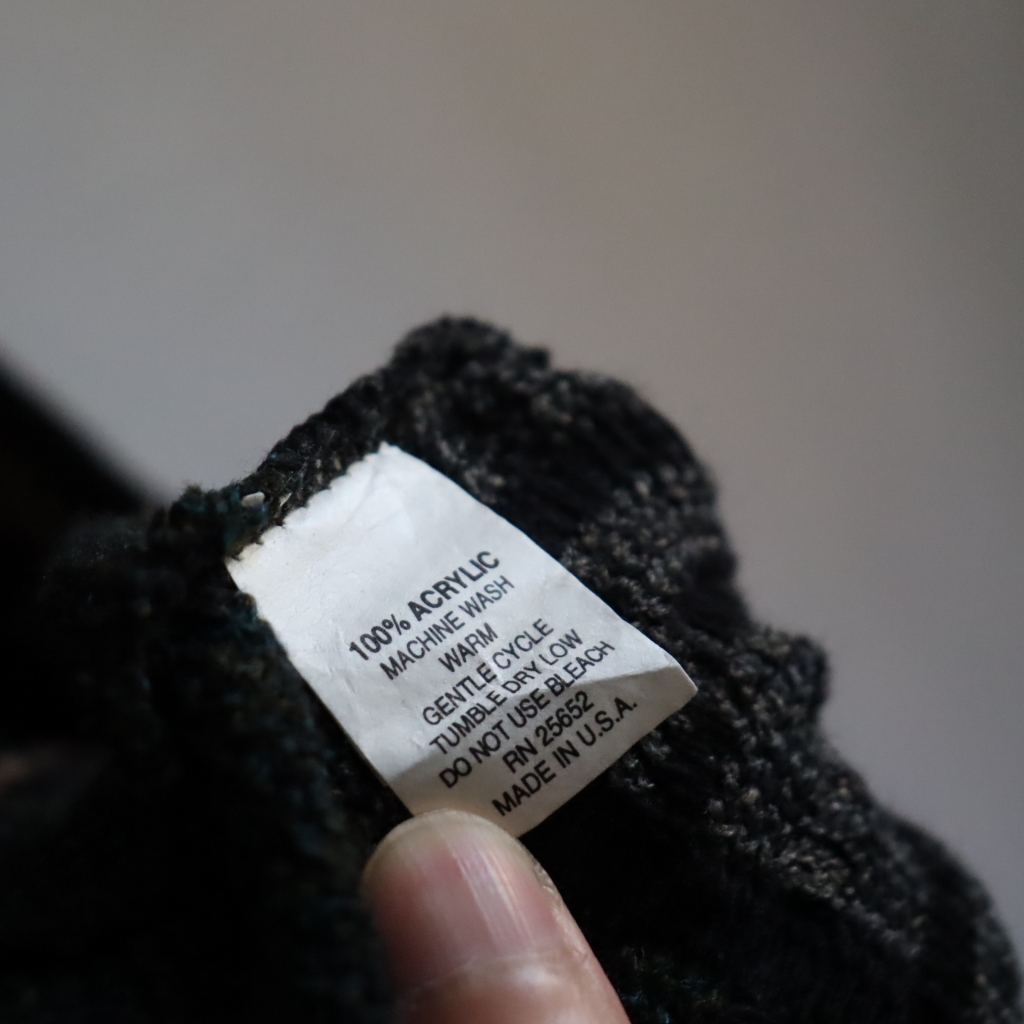 100% ACRYLIC
MACHINE WASH
WARM
GENTLE CYCLE
TUMBLE DRY LOW
DO NOT USE BLEACH
RN 25652
MADE IN U.S.A.